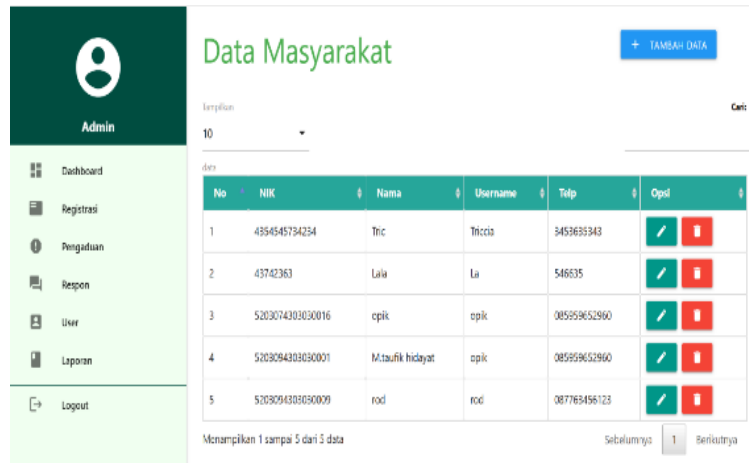 Admin
Dashboard
Registrasi
Pengaduan
Respon
User
Laporan
Logout
Data Masyarakat
+ TAMBAH DATA
Tampilkan
Cari:
10
data
No NIK Nama Username Telp Opsi
1 4354545734234 Tric Triccia 3453635343
2 43742363 Lala La 546635
3 5203074303030016 opik opik 085959652960
4 5203094303030001 M.taufik hidayat opik 085959652960
5 5203094303030009 rod rod 087763456123
Menampilkan 1 sampai 5 dari 5 data
Sebelumnya 1 Berikutnya